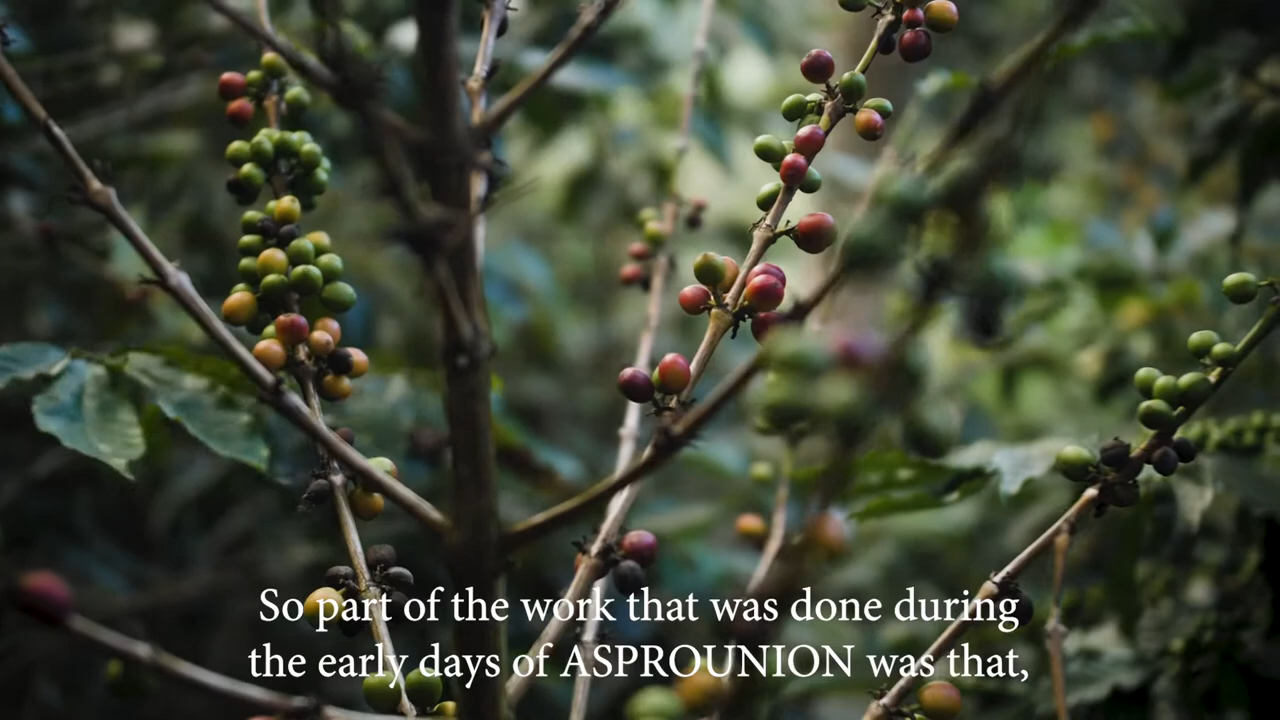 So part of the work that was done during
the early days of ASPROUNION was that,